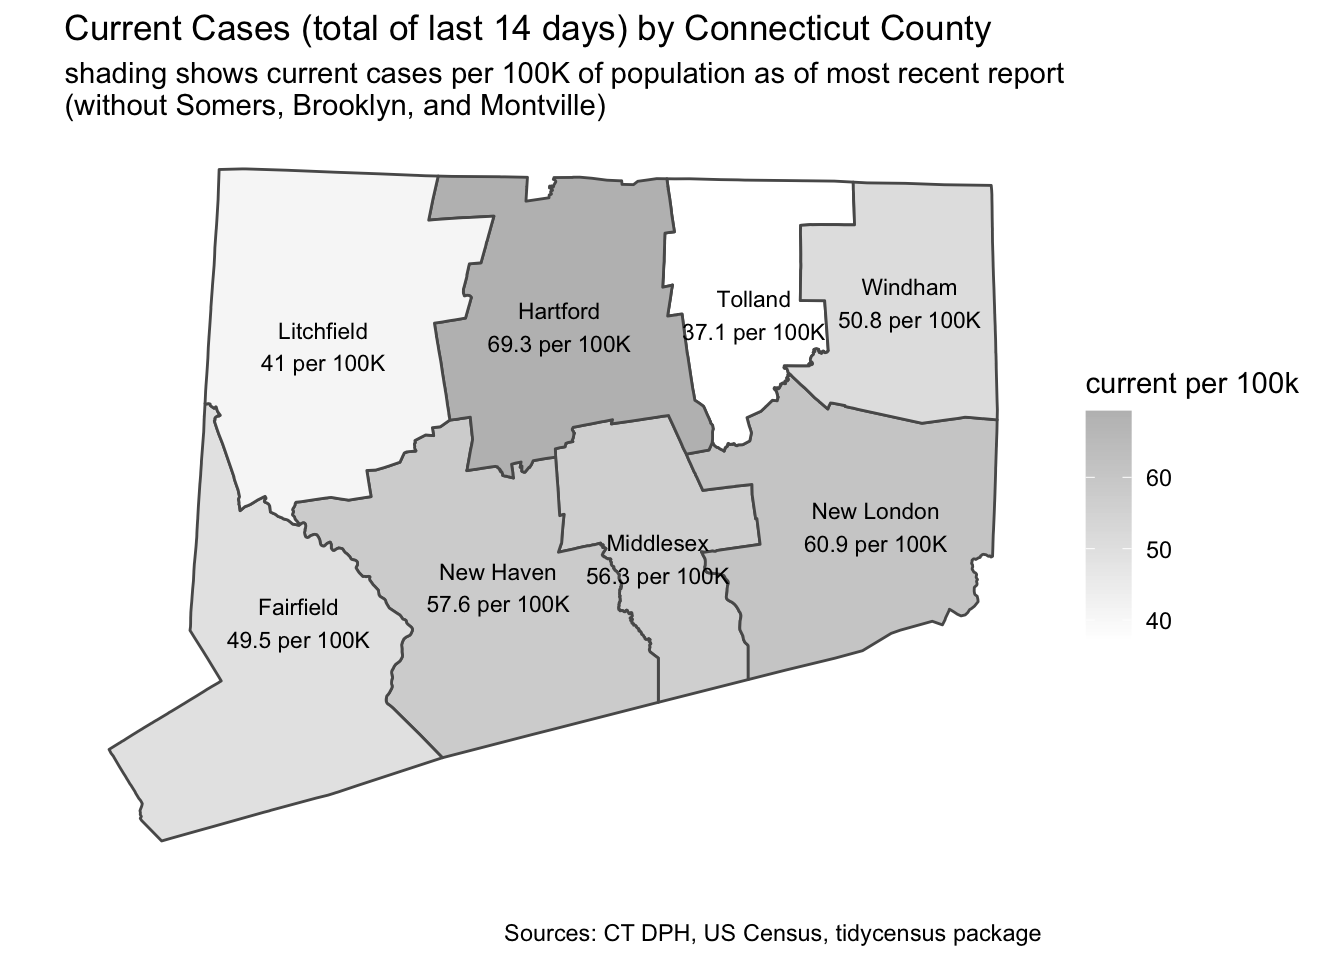 Current Cases (total of last 14 days) by Connecticut County
shading shows current cases per 100K of population as of most recent report
(without Somers, Brooklyn, and Montville)
Litchfield
41 per 100K
Hartford
69.3 per 100K
Tolland
37.1 per 100K
Windham
50.8 per 100K
Fairfield
49.5 per 100K
New Haven
57.6 per 100K
Middlesex
56.3 per 100K
New London
60.9 per 100K
current per 100k
60
50
40
Sources: CT DPH, US Census, tidycensus package